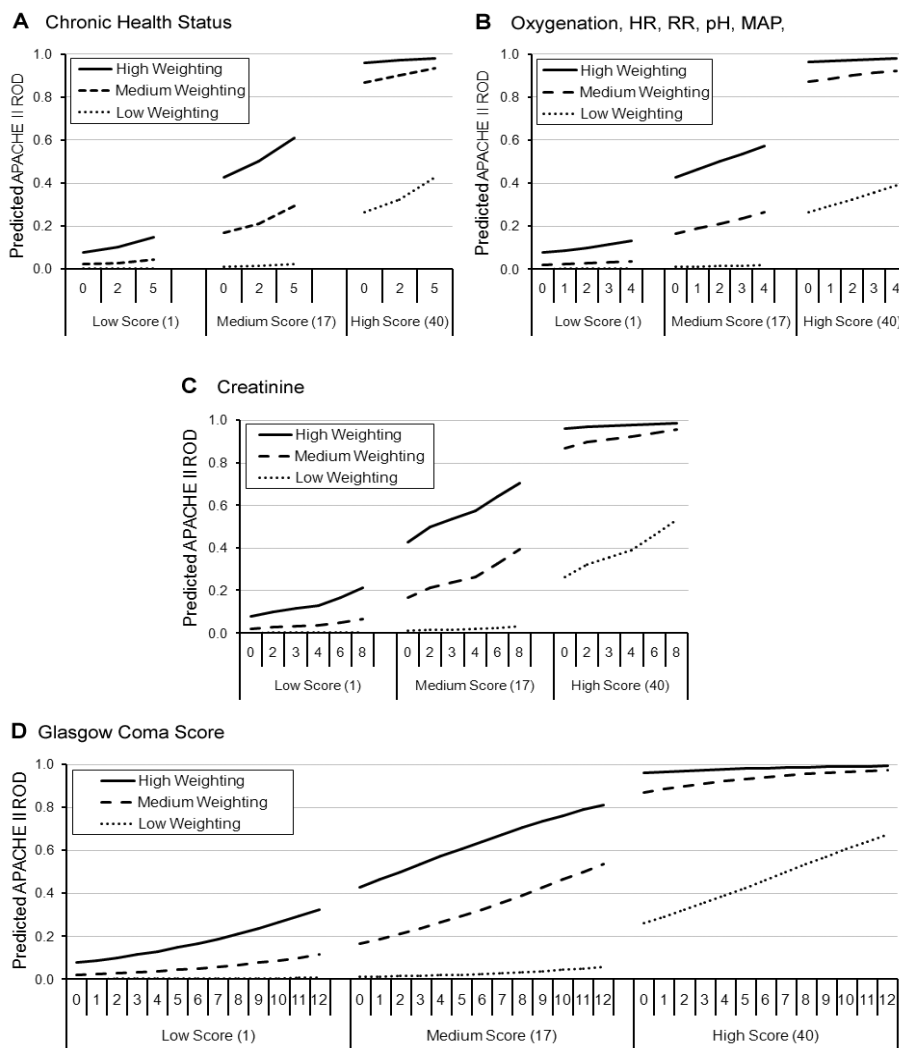 A Chronic Health Status
Predicted APACHE II ROD
1.0
0.8
0.6
0.4
0.2
0.0
High Weighting
Medium Weighting
Low Weighting
0 2 5 0 2 5 0 2 5
Low Score (1) Medium Score (17) High Score (40)
B Oxygenation, HR, RR, pH, MAP,
Predicted APACHE II ROD
1.0
0.8
0.6
0.4
0.2
0.0
High Weighting
Medium Weighting
Low Weighting
0 1 2 3 4 0 1 2 3 4 0 1 2 3 4
Low Score (1) Medium Score (17) High Score (40)
C Creatinine
Predicted APACHE II ROD
1.0
0.8
0.6
0.4
0.2
0.0
High Weighting
Medium Weighting
Low Weighting
0 2 3 4 6 8 0 2 3 4 6 8 0 2 3 4 6 8
Low Score (1) Medium Score (17) High Score (40)
D Glasgow Coma Score
Predicted APACHE II ROD
1.0
0.8
0.6
0.4
0.2
0.0
High Weighting
Medium Weighting
Low Weighting
0 1 2 3 4 5 6 7 8 9 10 11 12 0 1 2 3 4 5 6 7 8 9 10 11 12 0 1 2 3 4 5 6 7 8 9 10 11 12
Low Score (1) Medium Score (17) High Score (40)